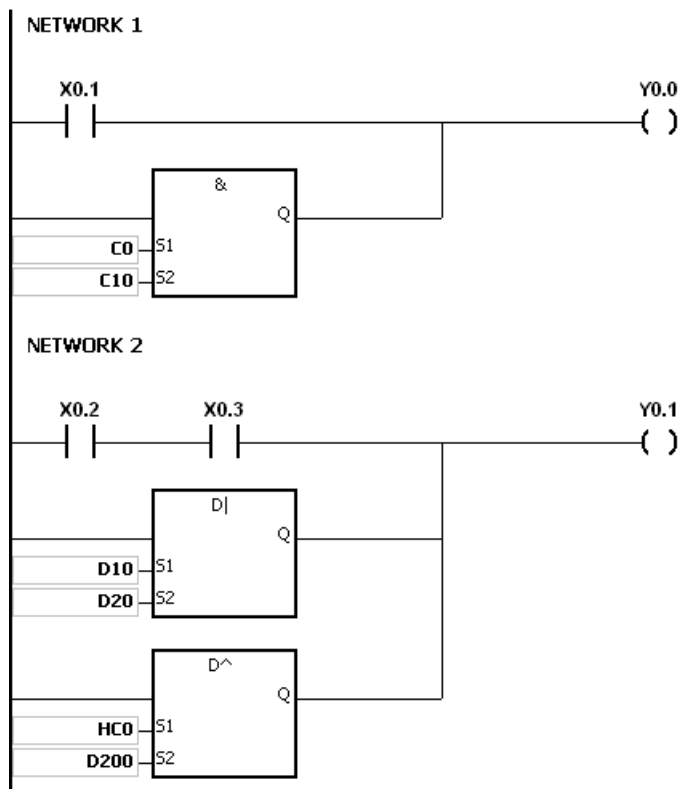 NETWORK 1
X0.1 Y0.0
&
Q
C0 S1
C10 S2
NETWORK 2
X0.2 X0.3 Y0.1
D|
Q
D10 S1
D20 S2
D^
Q
HC0 S1
D200 S2